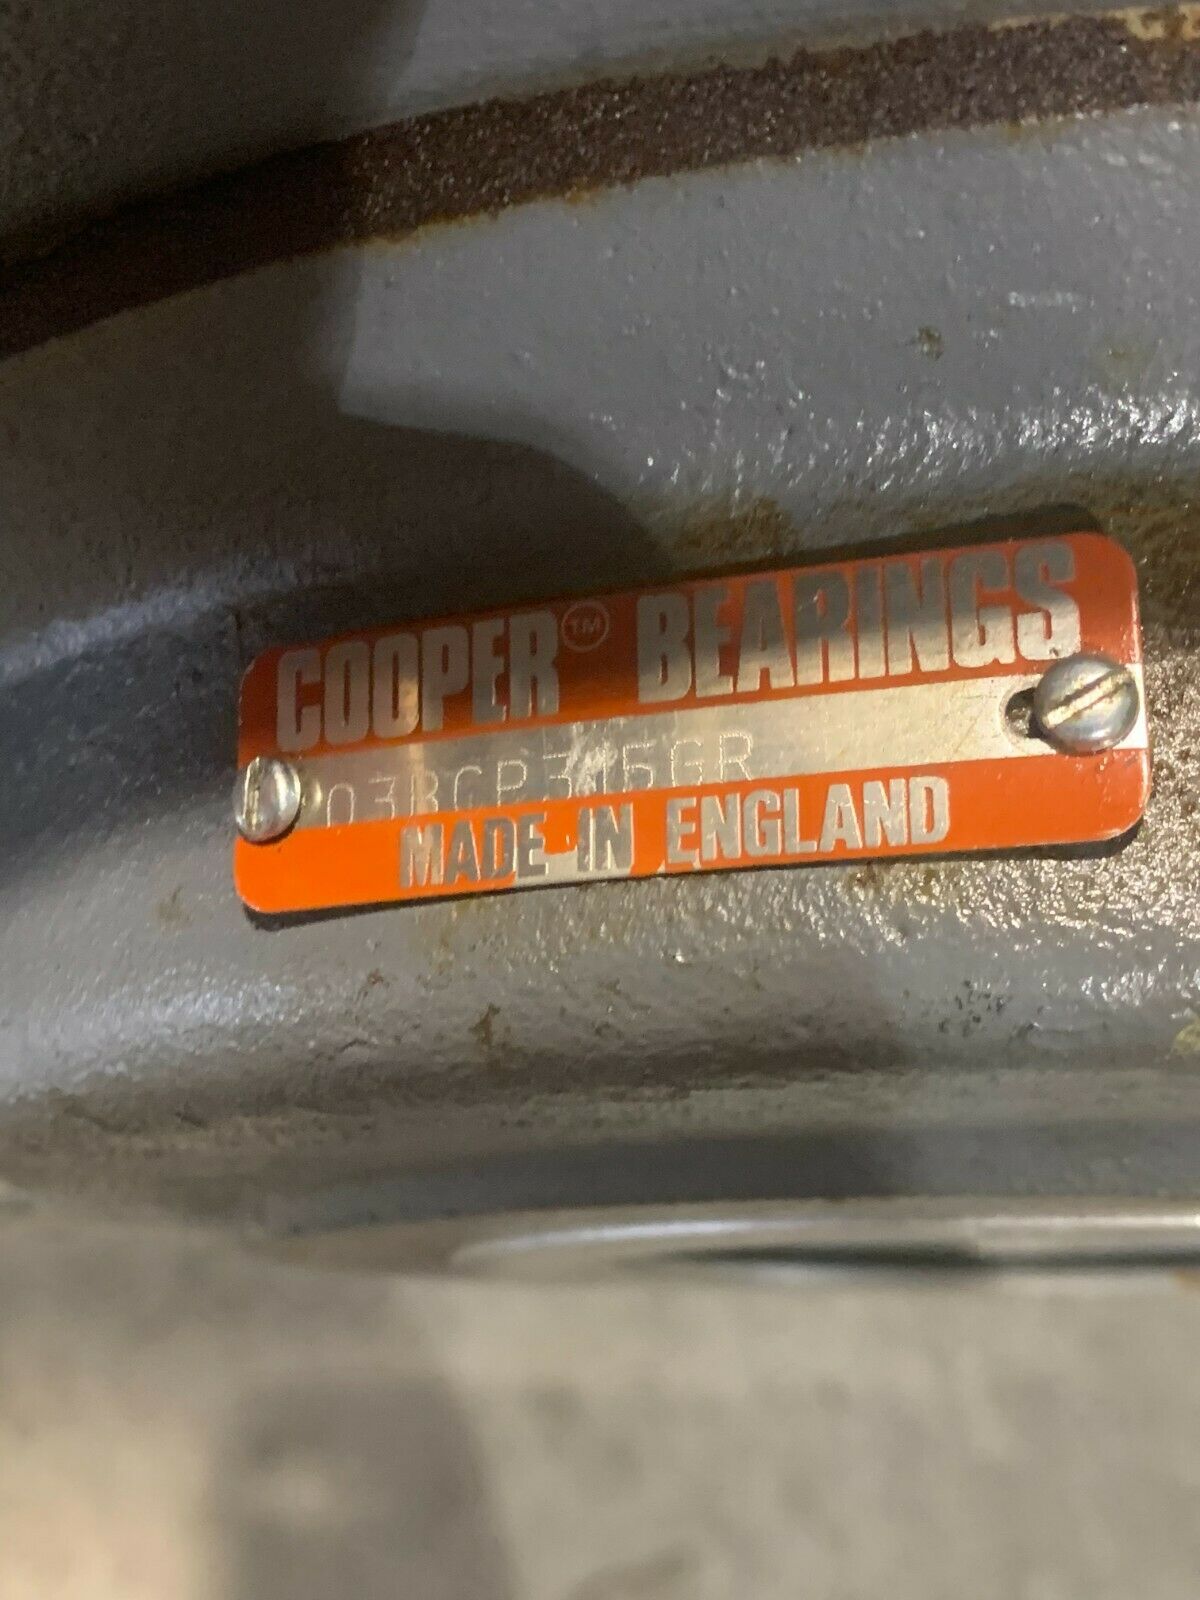 COOPER™ BEARINGS
03BCP315GR
MADE IN ENGLAND